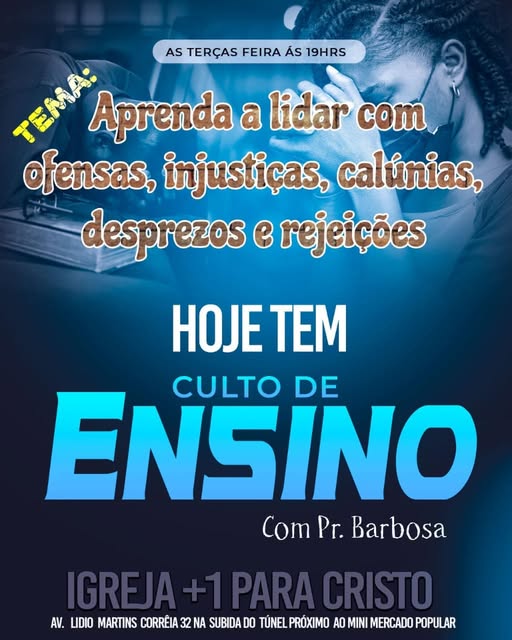 AS TERÇAS FEIRA ÁS 19HRS
TEMA:
Aprenda a lidar com
ofensas, injustiças, calúnias,
desprezos e rejeições
HOJE TEM
CULTO DE
ENSINO
Com Pr. Barbosa
IGREJA +1 PARA CRISTO
AV. LIDIO MARTINS CORRÊIA 32 NA SUBIDA DO TÚNEL PRÓXIMO AO MINI MERCADO POPULAR